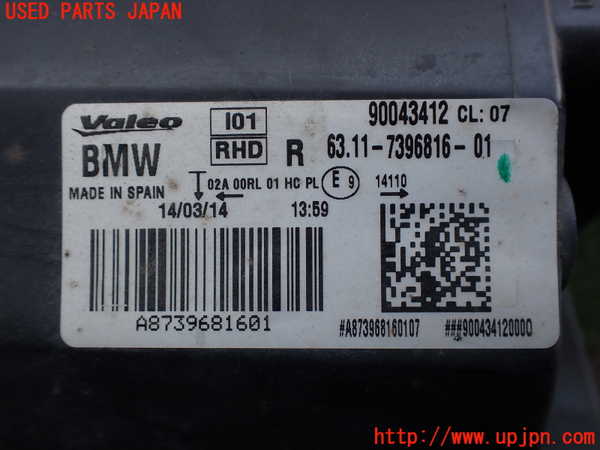 USED PARTS JAPAN
Valeo
I01
90043412 CL: 07
BMW
RHD
R
63.11-7396816-01
MADE IN SPAIN
02A 00RL 01 HC PL
E 9
14110
14/03/14
13:59
A8739681601
#A873968160107
###9004341200000
http://www.upjpn.com/